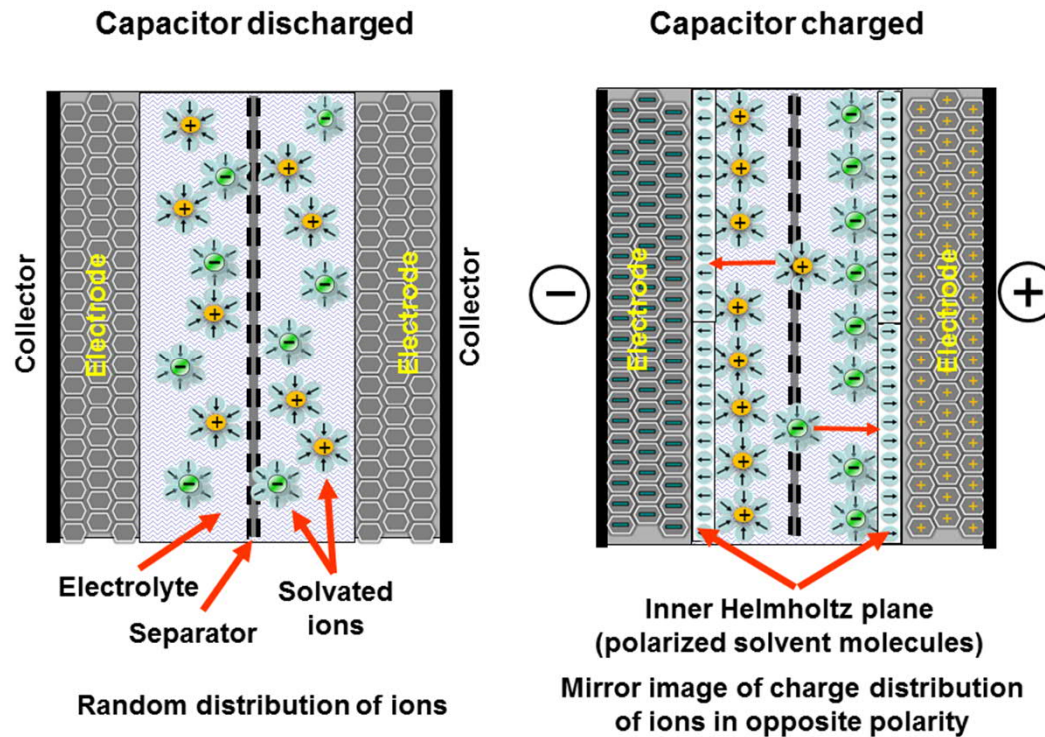 Capacitor discharged
Collector
Electrode
Electrode
Collector
Electrolyte
Separator
Solvated
ions
Random distribution of ions
Capacitor charged
−
Electrode
Electrode
+
Inner Helmholtz plane
(polarized solvent molecules)
Mirror image of charge distribution
of ions in opposite polarity